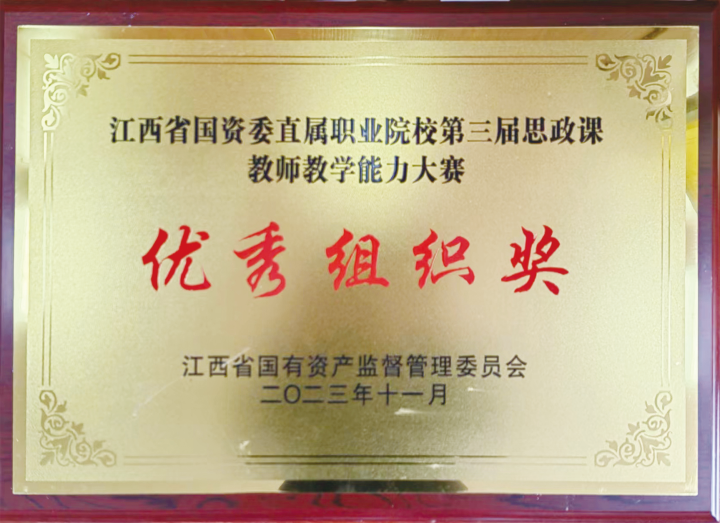 江西省国资委直属职业院校第三届思政课
教师教学能力大赛
优秀组织奖
江西省国有资产监督管理委员会
二〇二三年十一月